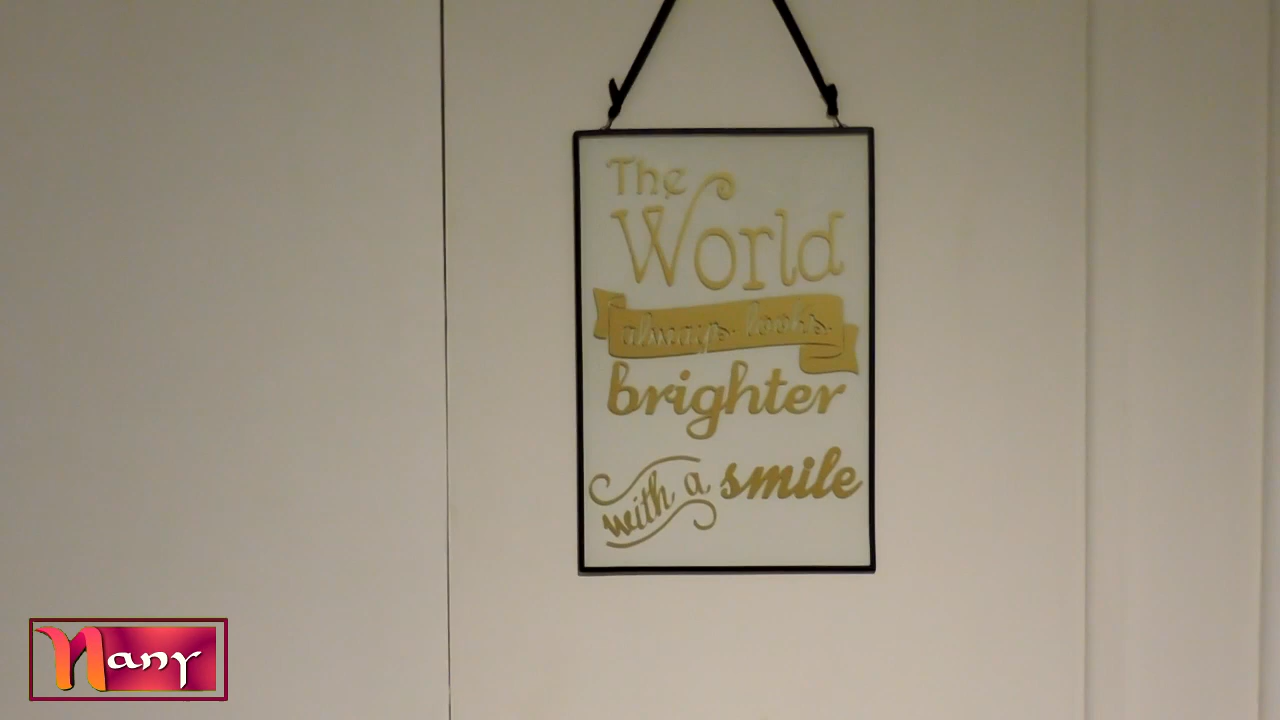 The
World
always looks
brighter
with a smile
Nany